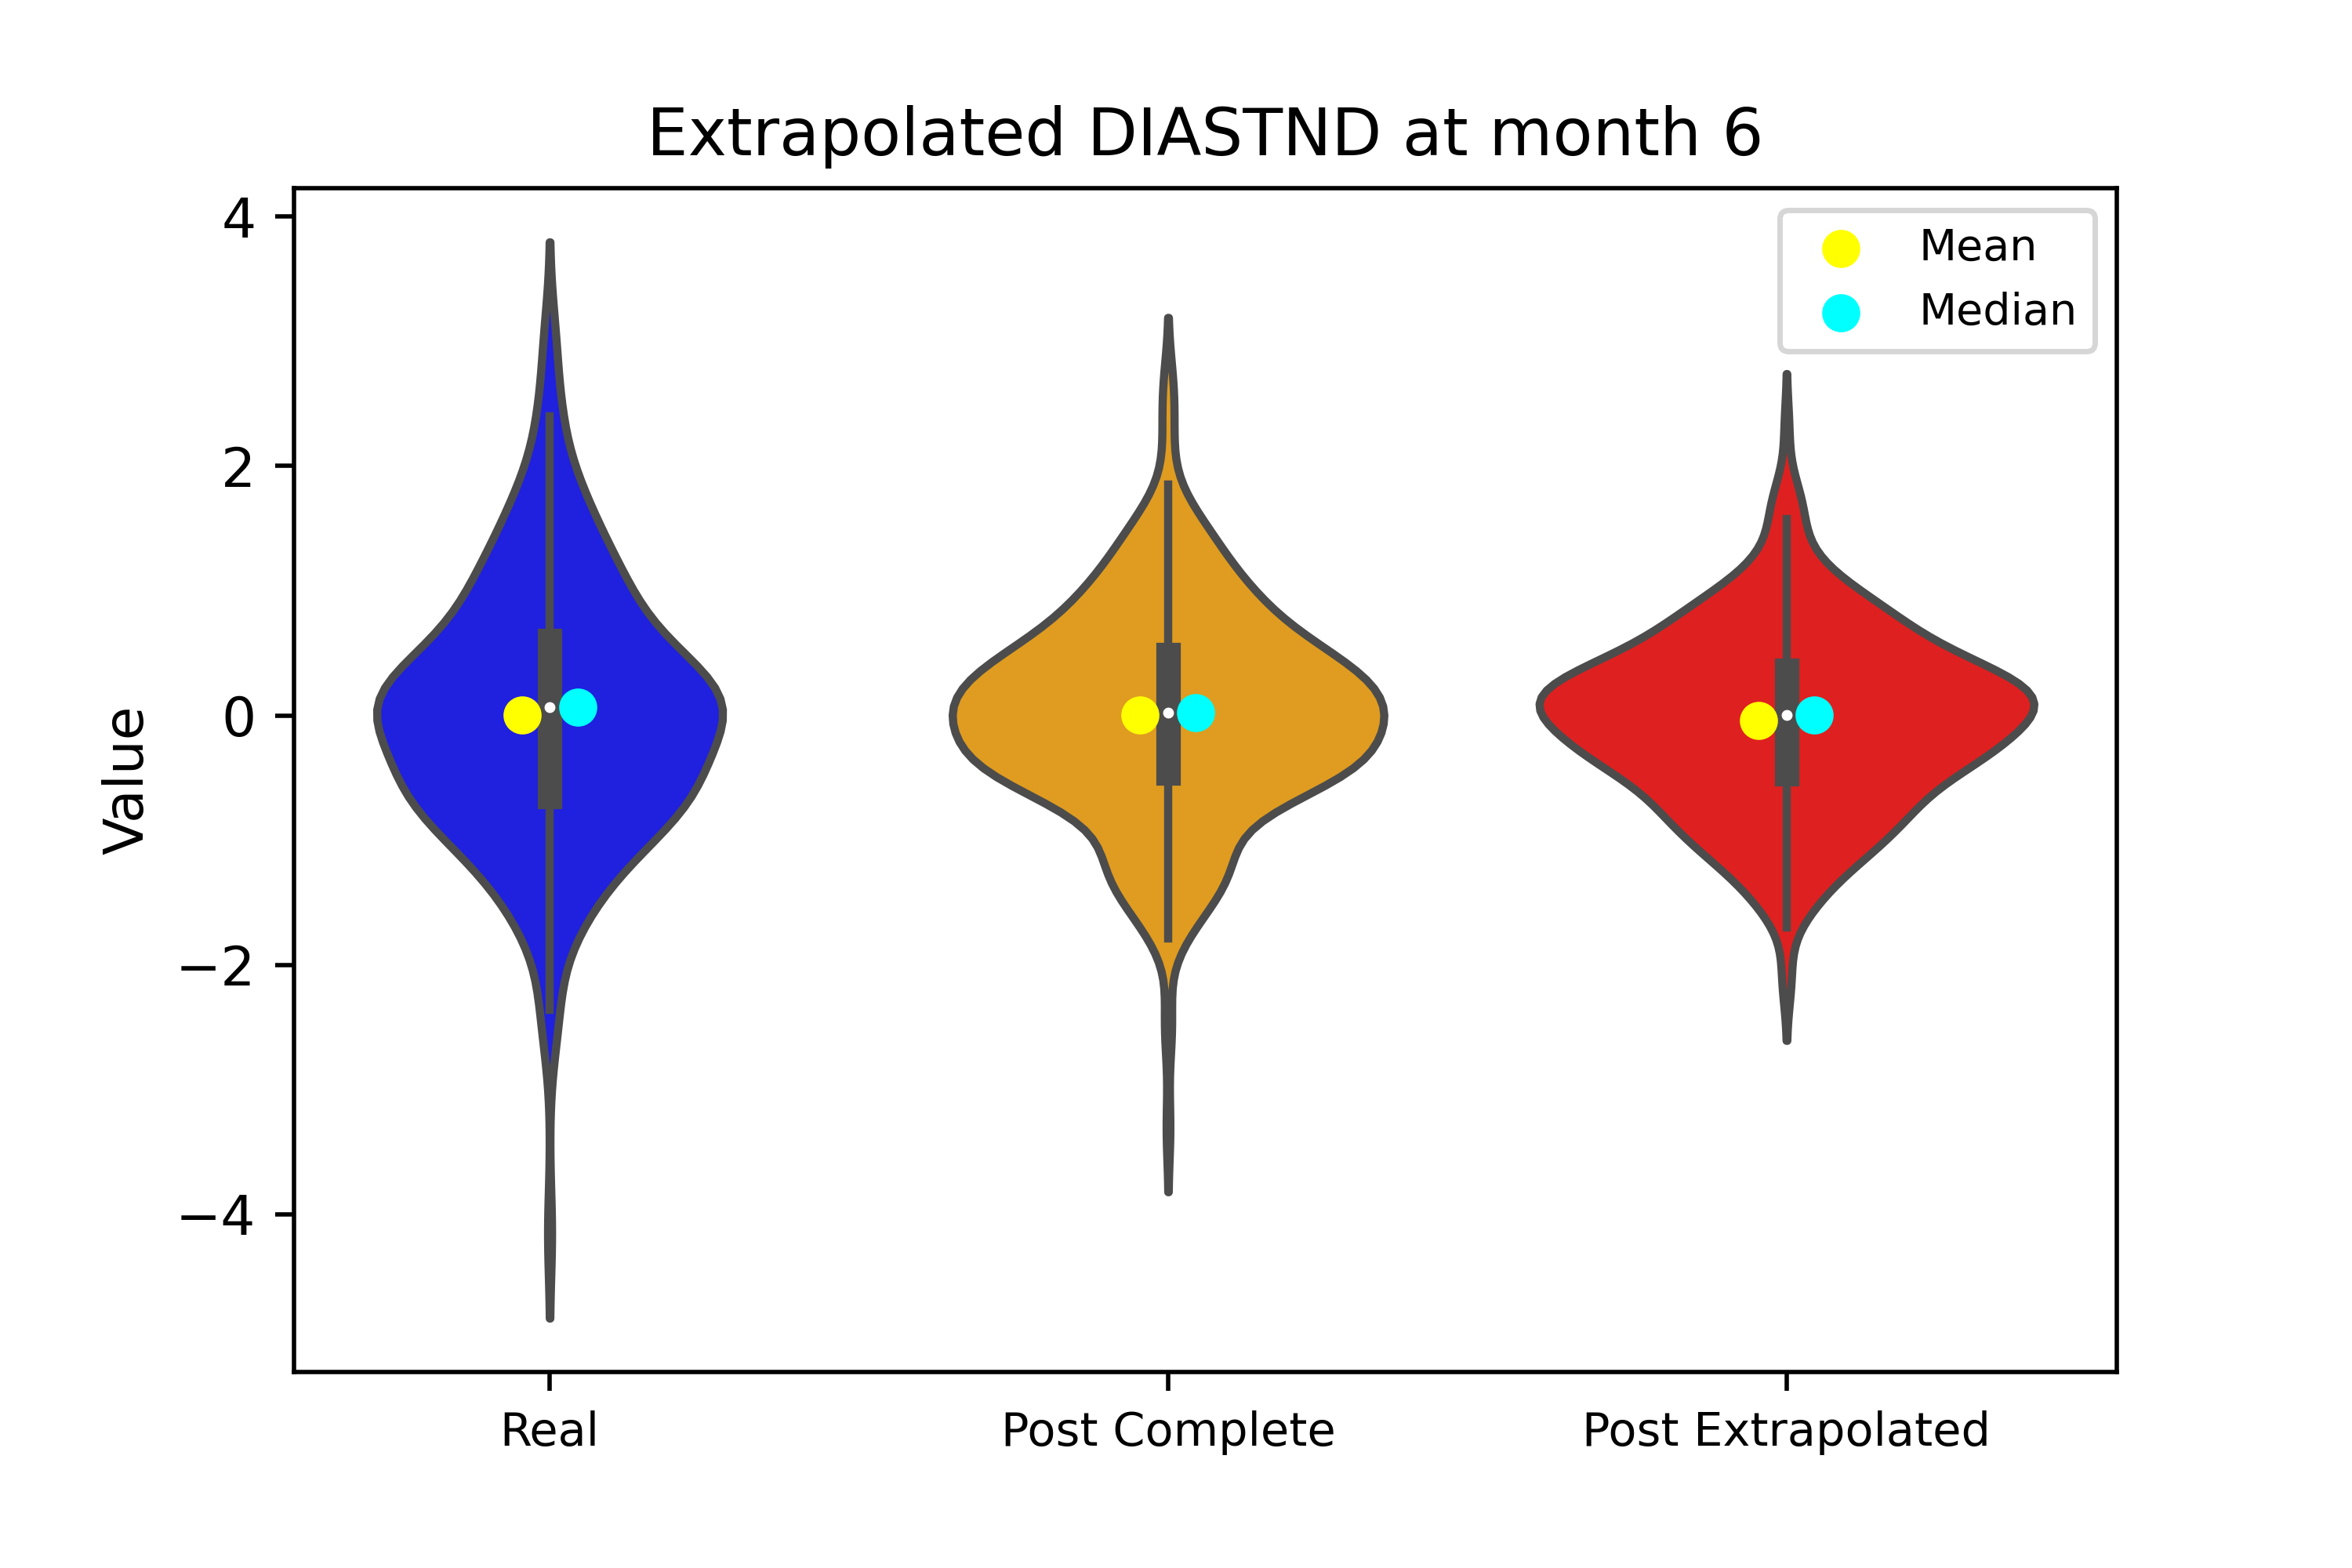 Extrapolated DIASTND at month 6
Mean
Median
4
2
0
−2
−4
Value
Real
Post Complete
Post Extrapolated